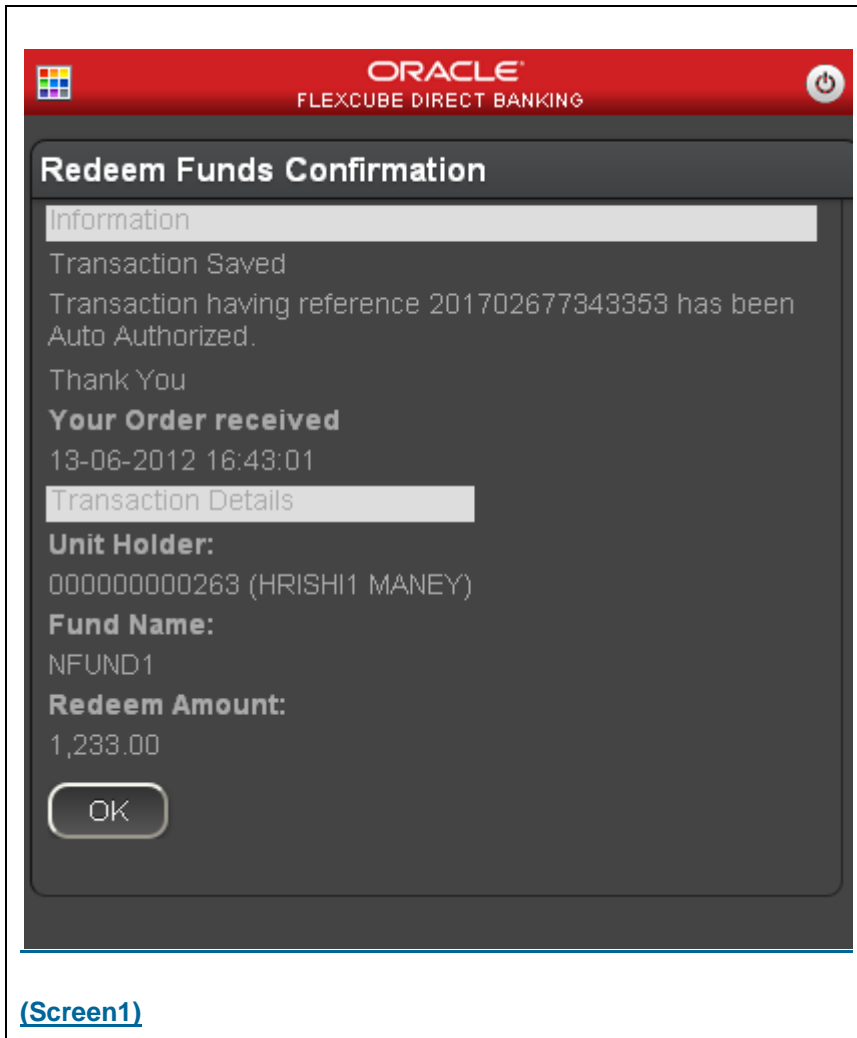 ORACLE
FLEXCUBE DIRECT BANKING
Redeem Funds Confirmation
Information
Transaction Saved
Transaction having reference 201702677343353 has been
Auto Authorized.
Thank You
Your Order received
13-06-2012 16:43:01
Transaction Details
Unit Holder:
000000000263 (HRISHI1 MANEY)
Fund Name:
NFUND1
Redeem Amount:
1,233.00
OK
(Screen1)